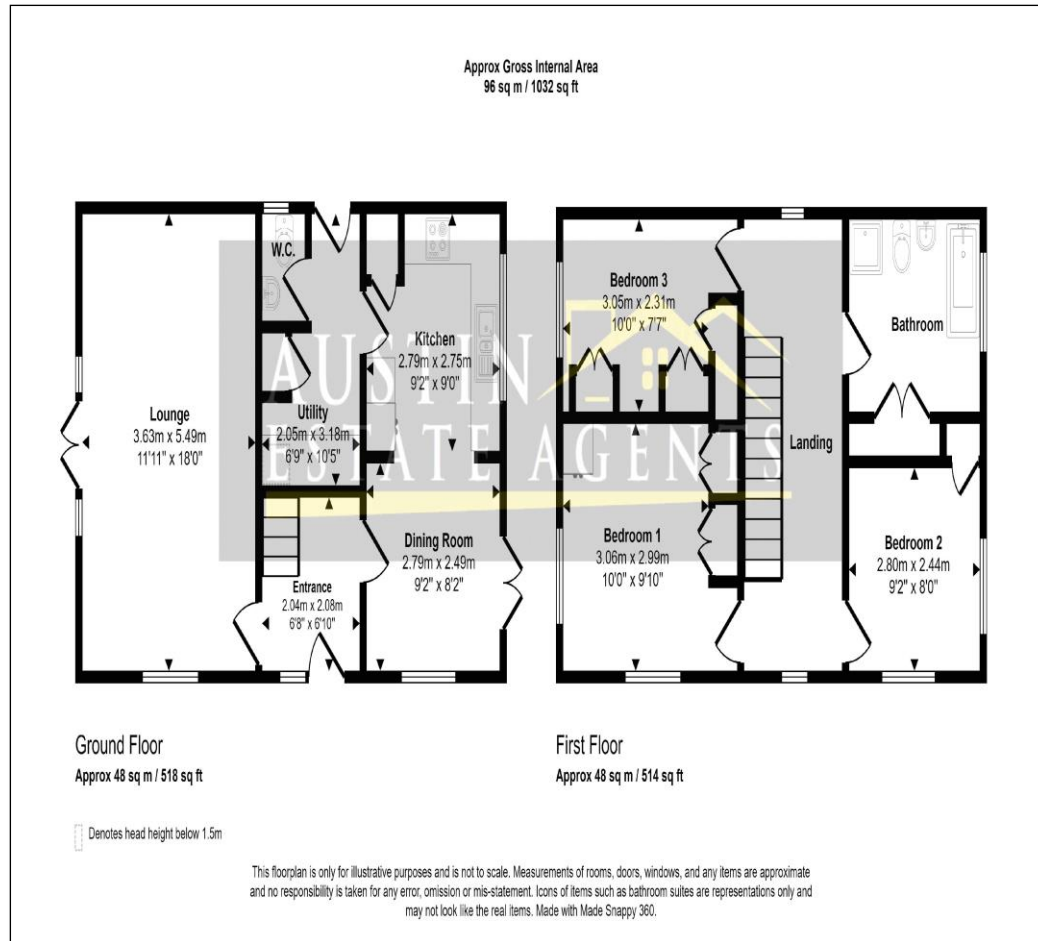 Approx Gross Internal Area
96 sq m / 1032 sq ft
W.C.
Kitchen
2.79m x 2.75m
9'2" x 9'0"
Lounge
3.63m x 5.49m
11'11" x 18'0"
Utility
2.05m x 3.18m
6'9" x 10'5"
Dining Room
2.79m x 2.49m
9'2" x 8'2"
Entrance
2.04m x 2.08m
6'8" x 6'10"
Bedroom 3
3.05m x 2.31m
10'0" x 7'7"
Bathroom
Landing
Bedroom 1
3.06m x 2.99m
10'0" x 9'10"
Bedroom 2
2.80m x 2.44m
9'2" x 8'0"
AUSTIN
ESTATE AGENTS
Ground Floor
Approx 48 sq m / 518 sq ft
First Floor
Approx 48 sq m / 514 sq ft
Denotes head height below 1.5m
This floorplan is only for illustrative purposes and is not to scale. Measurements of rooms, doors, windows, and any items are approximate
and no responsibility is taken for any error, omission or mis-statement. Icons of items such as bathroom suites are representations only and
may not look like the real items. Made with Made Snappy 360.